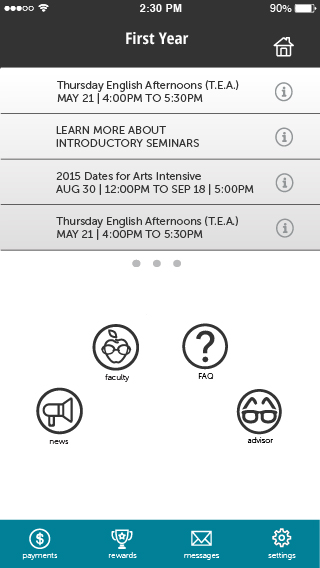 2:30 PM
90%
First Year
Thursday English Afternoons (T.E.A.)
MAY 21 | 4:00PM TO 5:30PM
LEARN MORE ABOUT
INTRODUCTORY SEMINARS
2015 Dates for Arts Intensive
AUG 30 | 12:00PM TO SEP 18 | 5:00PM
Thursday English Afternoons (T.E.A.)
MAY 21 | 4:00PM TO 5:30PM
faculty
FAQ
news
advisor
payments
rewards
messages
settings